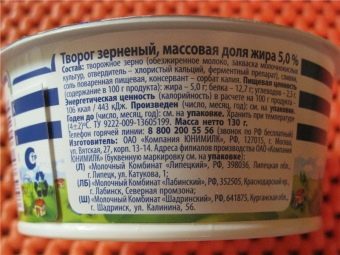 Творог зерненый, массовая доля жира 5,0 %
Состав: творожное зерно (обезжиренное молоко, закваска молочнокислых
культур, отвердитель – хлористый кальций, ферментный препарат), сливки,
соль поваренная пищевая, консервант – сорбат калия. Пищевая ценность
(содержание в 100 г продукта): жира – 5,0 г; белка – 12,7 г; углеводов – 2,5 г.
Энергетическая ценность (калорийность) в расчете на 100 г продукта –
106 ккал / 443 кДж. Произведен (число, месяц, год): см. на упаковке.
Годен до (число, месяц, год): см. на упаковке. Хранить при температуре
(4±2)°С. ТУ 9222-009-13605199. Масса нетто 130 г.
Телефон горячей линии: 8 800 200 55 56 (звонок по РФ бесплатный)
Изготовитель: ОАО «Компания ЮНИМИЛК», РФ, 127015, г. Москва,
ул. Вятская, 27, корп. 13-14. Адреса филиалов производства ОАО «Компания
ЮНИМИЛК» (буквенную маркировку см. на упаковке):
(Л) «Молочный Комбинат «Липецкий», РФ, 398036, Липецкая обл.,
г. Липецк, ул. Катукова, 1;
(ЛБ) «Молочный Комбинат «Лабинский», РФ, 352505, Краснодарский кр.,
г. Лабинск, Северная промзона;
(Ш) «Молочный Комбинат «Шадринский», РФ, 641875, Курганская обл.,
г. Шадринск, ул. Калинина, 56.